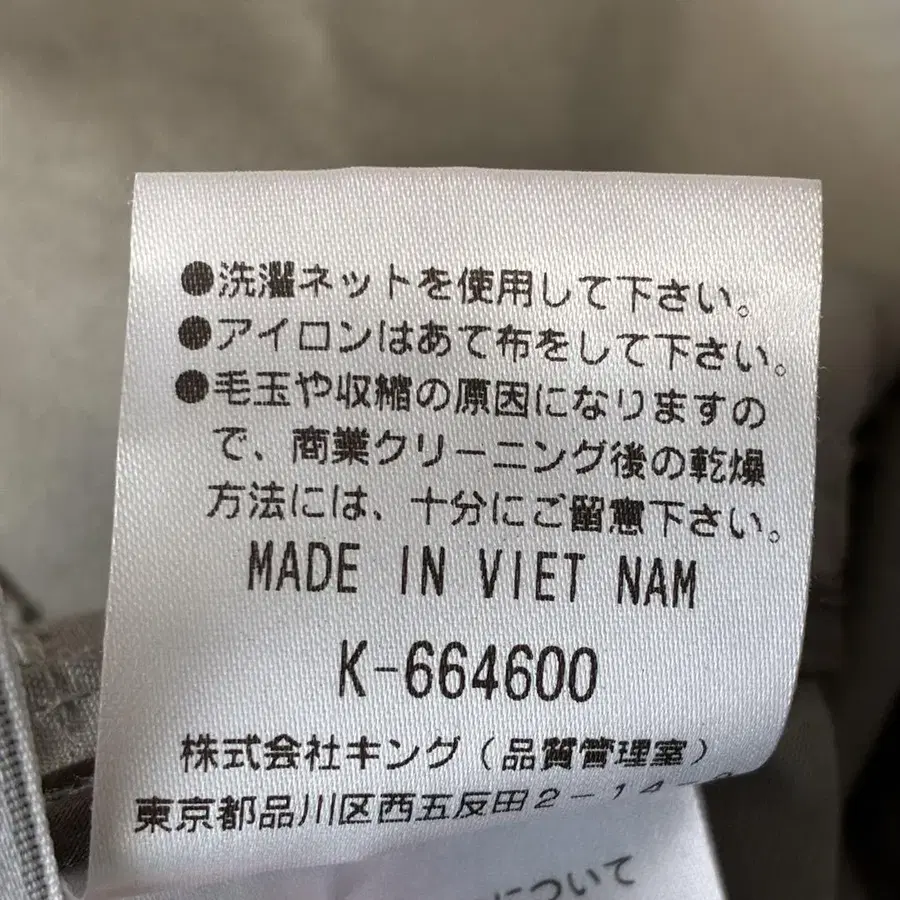 ●洗濯ネットを使用して下さい。
●アイロンはあて布をして下さい。
●毛玉や収縮の原因になりますの
で、商業クリーニング後の乾燥
方法には、十分にご留意下さい。
MADE IN VIET NAM
K-664600
株式会社キング(品質管理室)
東京都品川区西五反田2-14-
について